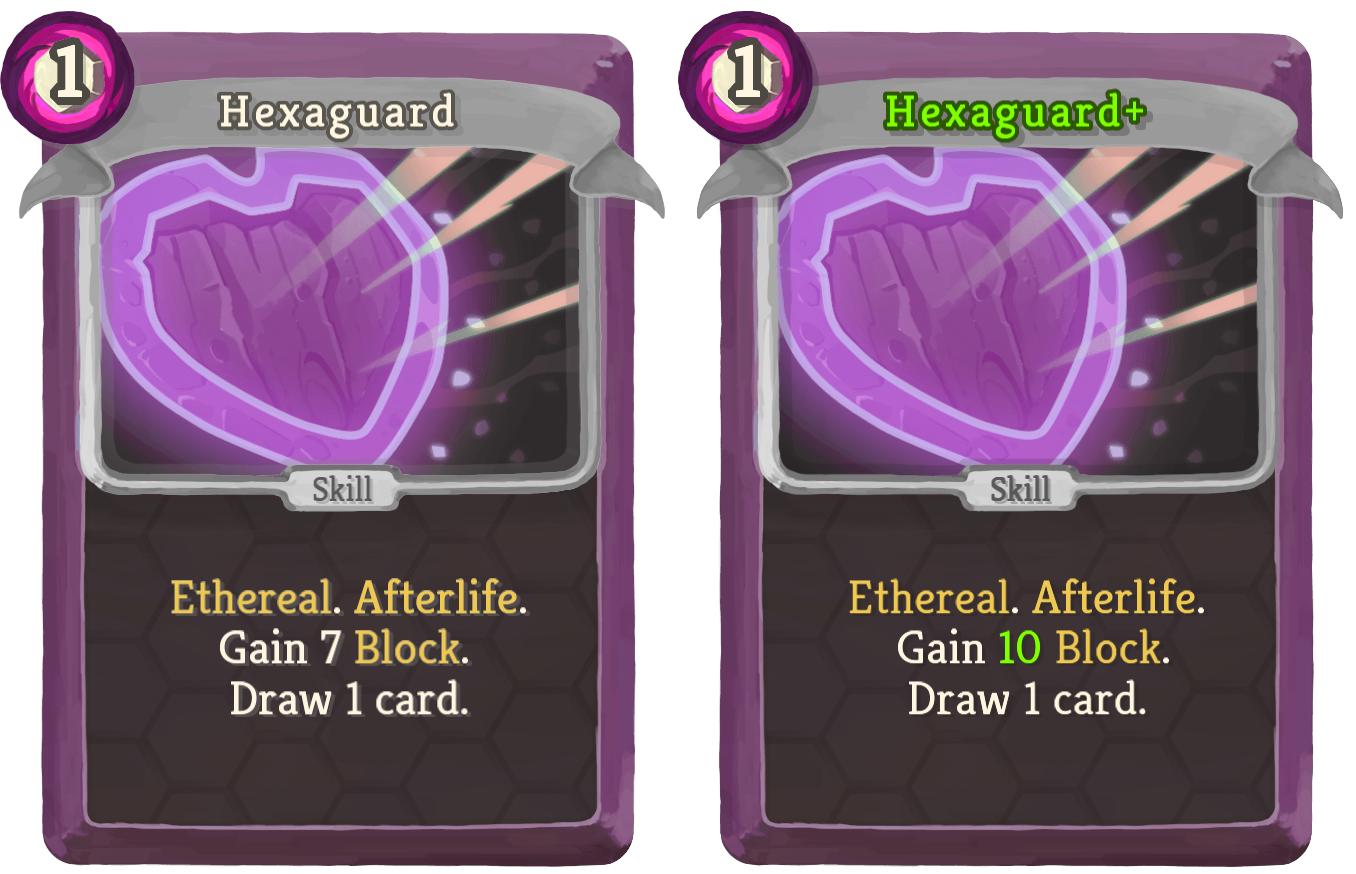 1
Hexaguard
Skill
Ethereal. Afterlife.
Gain 7 Block.
Draw 1 card.
1
Hexaguard+
Skill
Ethereal. Afterlife.
Gain 10 Block.
Draw 1 card.